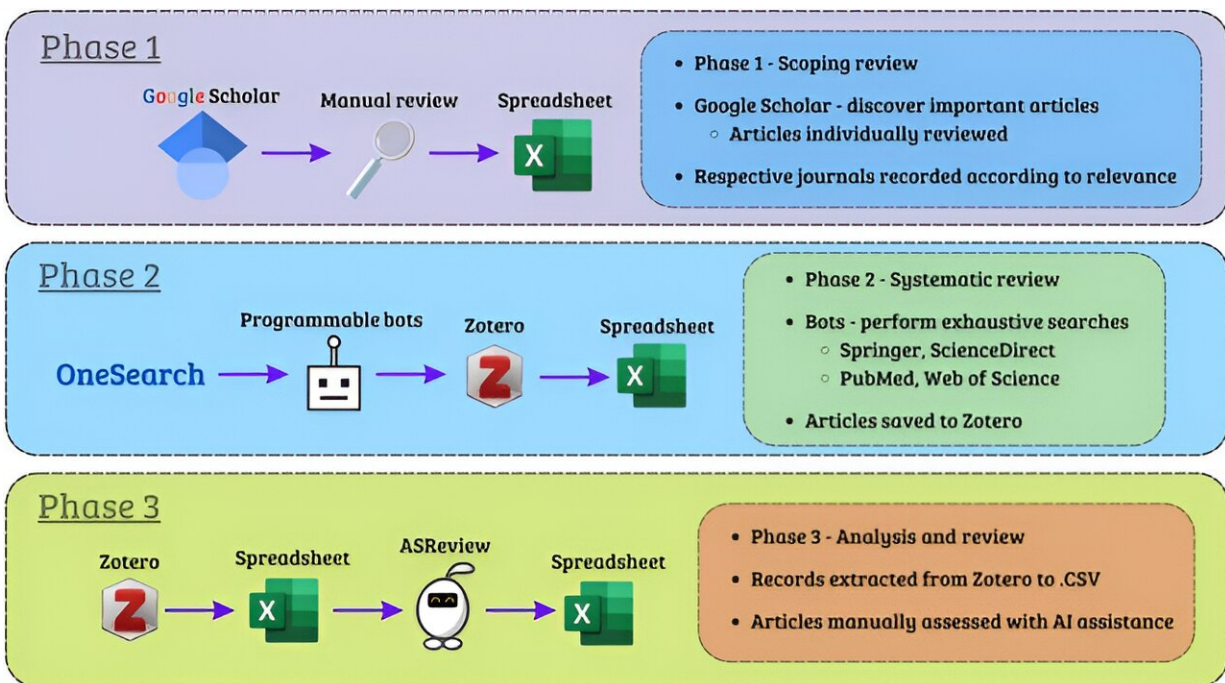 Phase 1
Google Scholar
Manual review
Spreadsheet
X
• Phase 1 - Scoping review
• Google Scholar - discover important articles
◦ Articles individually reviewed
• Respective journals recorded according to relevance
Phase 2
OneSearch
Programmable bots
Zotero
Z
Spreadsheet
X
• Phase 2 - Systematic review
• Bots - perform exhaustive searches
◦ Springer, ScienceDirect
◦ PubMed, Web of Science
• Articles saved to Zotero
Phase 3
Zotero
Z
Spreadsheet
X
ASReview
Spreadsheet
X
• Phase 3 - Analysis and review
• Records extracted from Zotero to .CSV
• Articles manually assessed with AI assistance